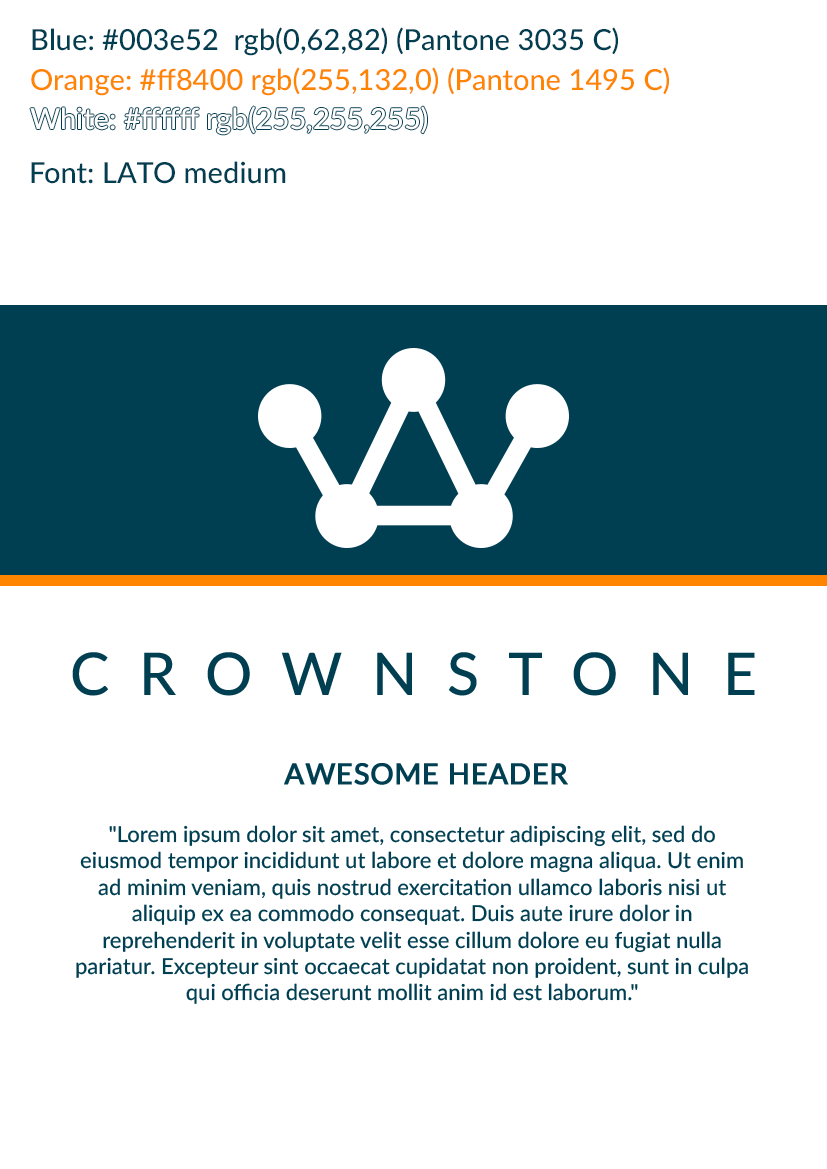 Blue: #003e52  rgb(0,62,82) (Pantone 3035 C)
Orange: #ff8400 rgb(255,132,0) (Pantone 1495 C)
White: #ffffff rgb(255,255,255)
Font: LATO medium
CROWNSTONE
AWESOME HEADER
"Lorem ipsum dolor sit amet, consectetur adipiscing elit, sed do
eiusmod tempor incididunt ut labore et dolore magna aliqua. Ut enim
ad minim veniam, quis nostrud exercitation ullamco laboris nisi ut
aliquip ex ea commodo consequat. Duis aute irure dolor in
reprehenderit in voluptate velit esse cillum dolore eu fugiat nulla
pariatur. Excepteur sint occaecat cupidatat non proident, sunt in culpa
qui officia deserunt mollit anim id est laborum."